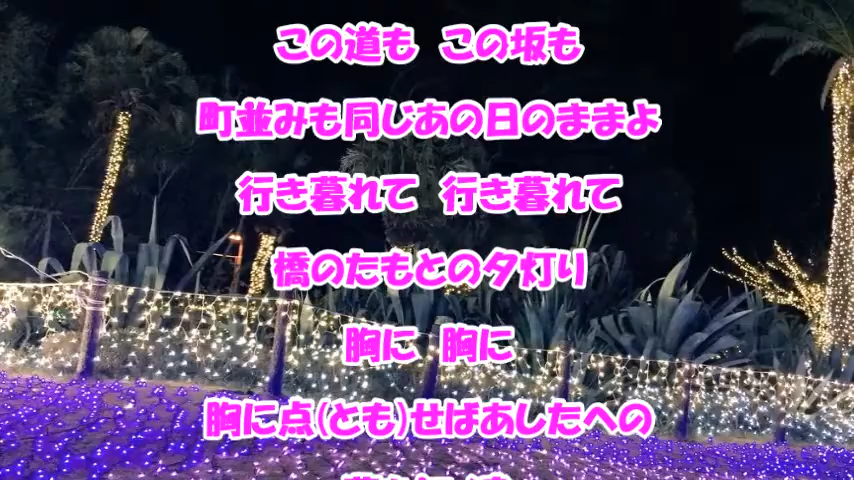 この道も　この坂も
町並みも同じあの日のままよ
行き暮れて　行き暮れて
橋のたもとの夕灯り
胸に　胸に
胸に点(とも)せばあしたへの